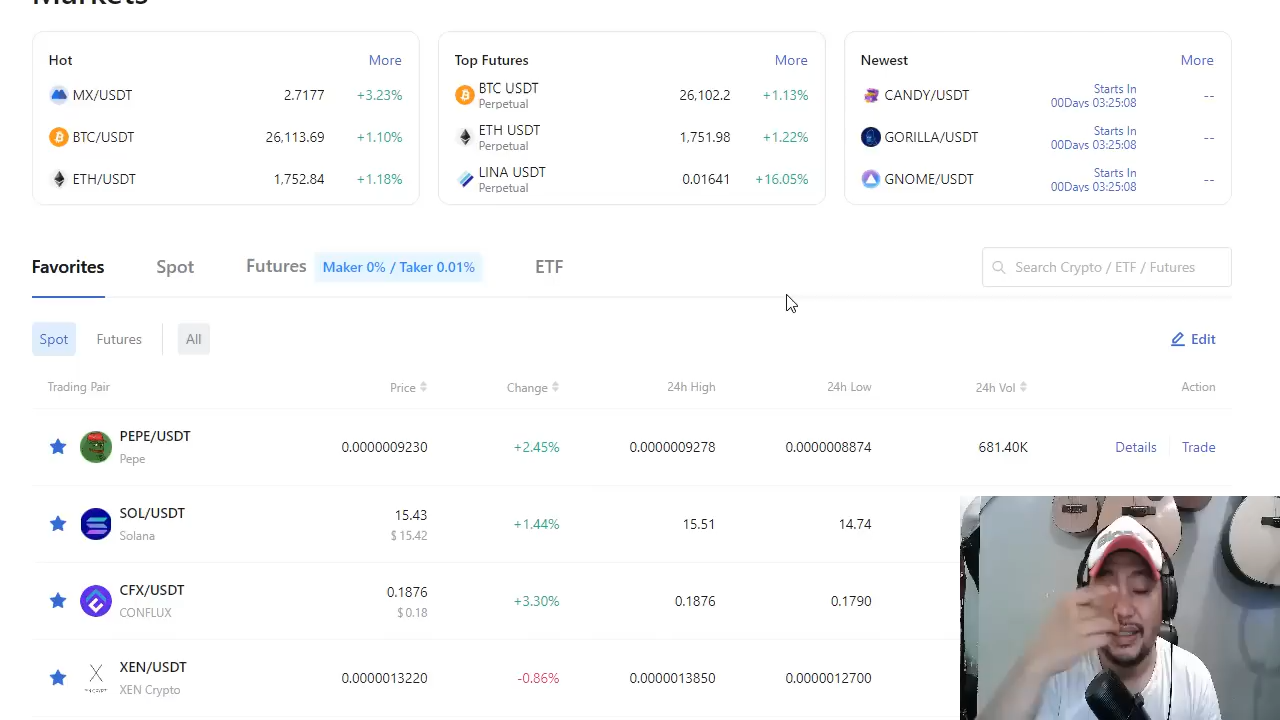 Markets
Hot More
MX/USDT 2.7177 +3.23%
BTC/USDT 26,113.69 +1.10%
ETH/USDT 1,752.84 +1.18%
Top Futures More
BTC USDT
Perpetual 26,102.2 +1.13%
ETH USDT
Perpetual 1,751.98 +1.22%
LINA USDT
Perpetual 0.01641 +16.05%
Newest More
CANDY/USDT Starts In
00Days 03:25:08 --
GORILLA/USDT Starts In
00Days 03:25:08 --
GNOME/USDT Starts In
00Days 03:25:08 --
Favorites Spot Futures Maker 0% / Taker 0.01% ETF Search Crypto / ETF / Futures
Spot Futures All Edit
Trading Pair Price Change 24h High 24h Low 24h Vol Action
PEPE/USDT
Pepe 0.0000009230 +2.45% 0.0000009278 0.0000008874 681.40K Details Trade
SOL/USDT 15.43 +1.44% 15.51 14.74
Solana $ 15.42
CFX/USDT 0.1876 +3.30% 0.1876 0.1790
CONFLUX $ 0.18
XEN/USDT
XEN Crypto 0.0000013220 -0.86% 0.0000013850 0.0000012700